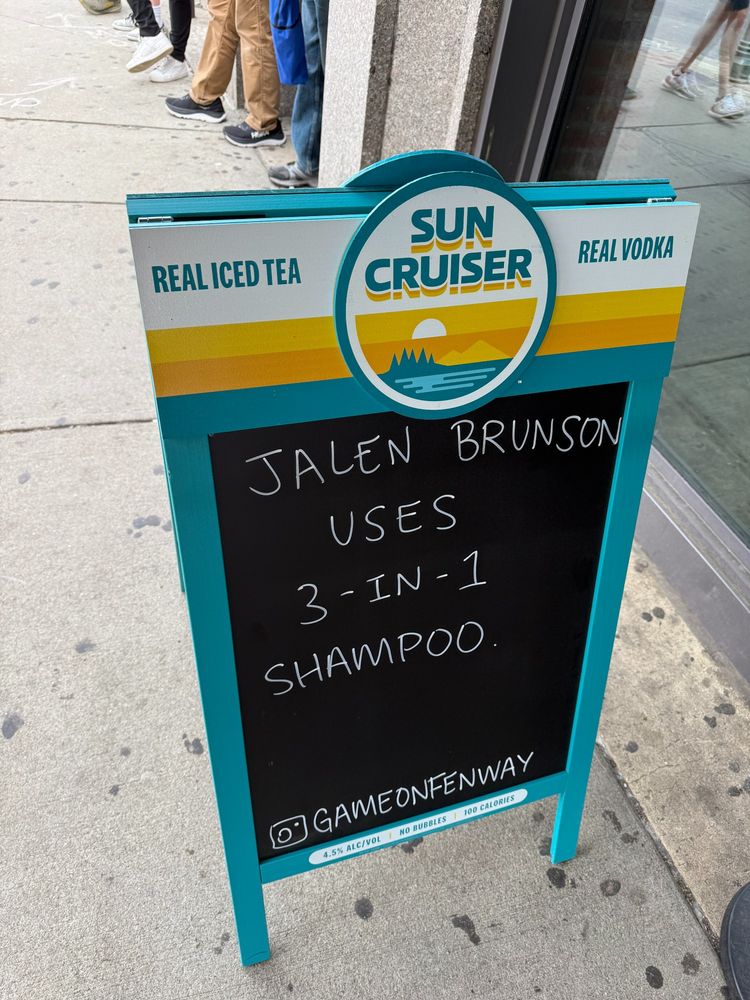 SUN
CRUISER
REAL ICED TEA
REAL VODKA
JALEN BRUNSON
USES
3-IN-1
SHAMPOO.
GAMEONFENWAY
4.5% ALC/VOL | NO BUBBLES | 100 CALORIES